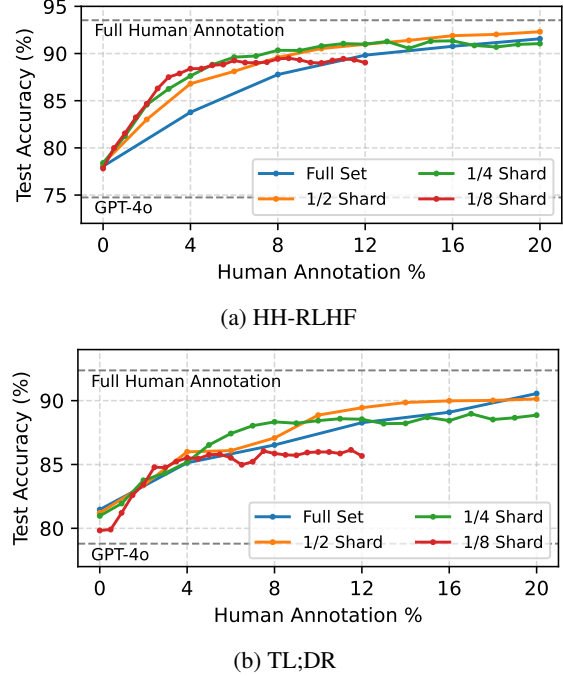 95
90
85
80
75
Test Accuracy (%)
Full Human Annotation
GPT-4o
Full Set
1/2 Shard
1/4 Shard
1/8 Shard
0 4 8 12 16 20
Human Annotation %
(a) HH-RLHF
90
85
80
Test Accuracy (%)
Full Human Annotation
GPT-4o
Full Set
1/2 Shard
1/4 Shard
1/8 Shard
0 4 8 12 16 20
Human Annotation %
(b) TL;DR